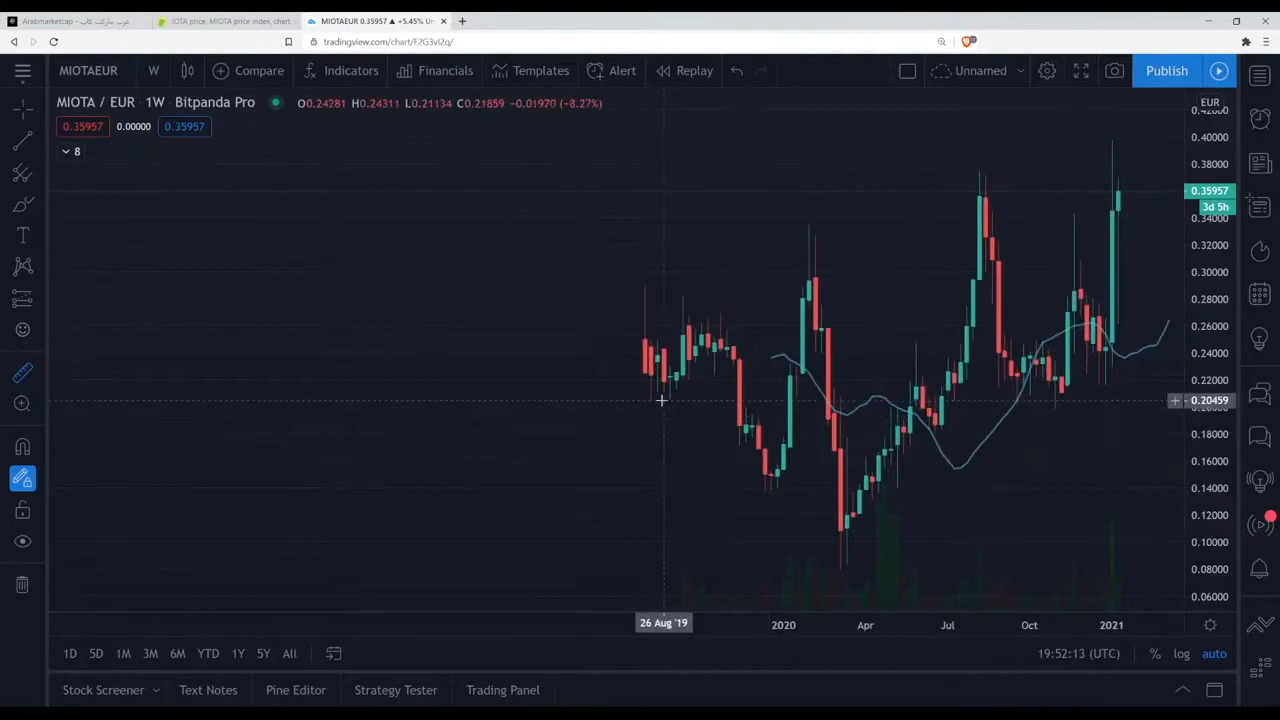 Arabmarketcap - عرب ماركت كاب
IOTA price, MIOTA price index, chart
MIOTAEUR 0.35957 ▲ +5.45% Un
tradingview.com/chart/F2G3vI2q/
MIOTAEUR W Compare Indicators Financials Templates Alert Replay Unnamed Publish
MIOTA / EUR · 1W · Bitpanda Pro O0.24281 H0.24311 L0.21134 C0.21859 -0.01970 (-8.27%)
EUR
0.35957 0.00000 0.35957
8
0.42000
0.40000
0.38000
0.35957
3d 5h
0.34000
0.32000
0.30000
0.28000
0.26000
0.24000
0.22000
0.20459
0.18000
0.16000
0.14000
0.12000
0.10000
0.08000
0.06000
26 Aug '19 2020 Apr Jul Oct 2021
1D 5D 1M 3M 6M YTD 1Y 5Y All 19:52:13 (UTC) % log auto
Stock Screener Text Notes Pine Editor Strategy Tester Trading Panel